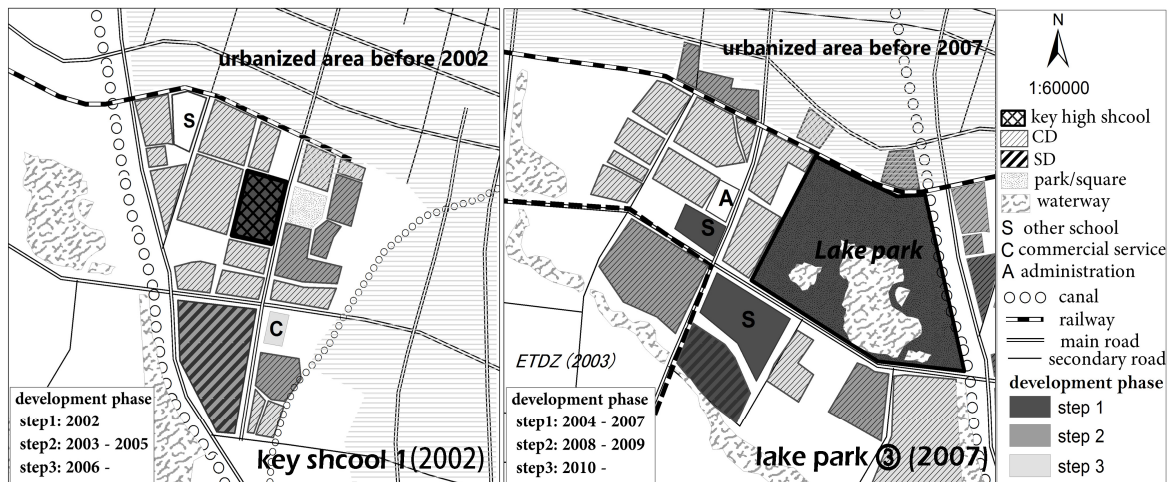 urbanized area before 2002
S
C
development phase
step1: 2002
step2: 2003 - 2005
step3: 2006 -
key shcool 1(2002)
urbanized area before 2007
A
S
Lake park
S
ETDZ (2003)
development phase
step1: 2004 - 2007
step2: 2008 - 2009
step3: 2010 -
lake park ③ (2007)
N
1:60000
key high shcool
CD
SD
park/square
waterway
S other school
C commercial service
A administration
canal
railway
main road
secondary road
development phase
step 1
step 2
step 3